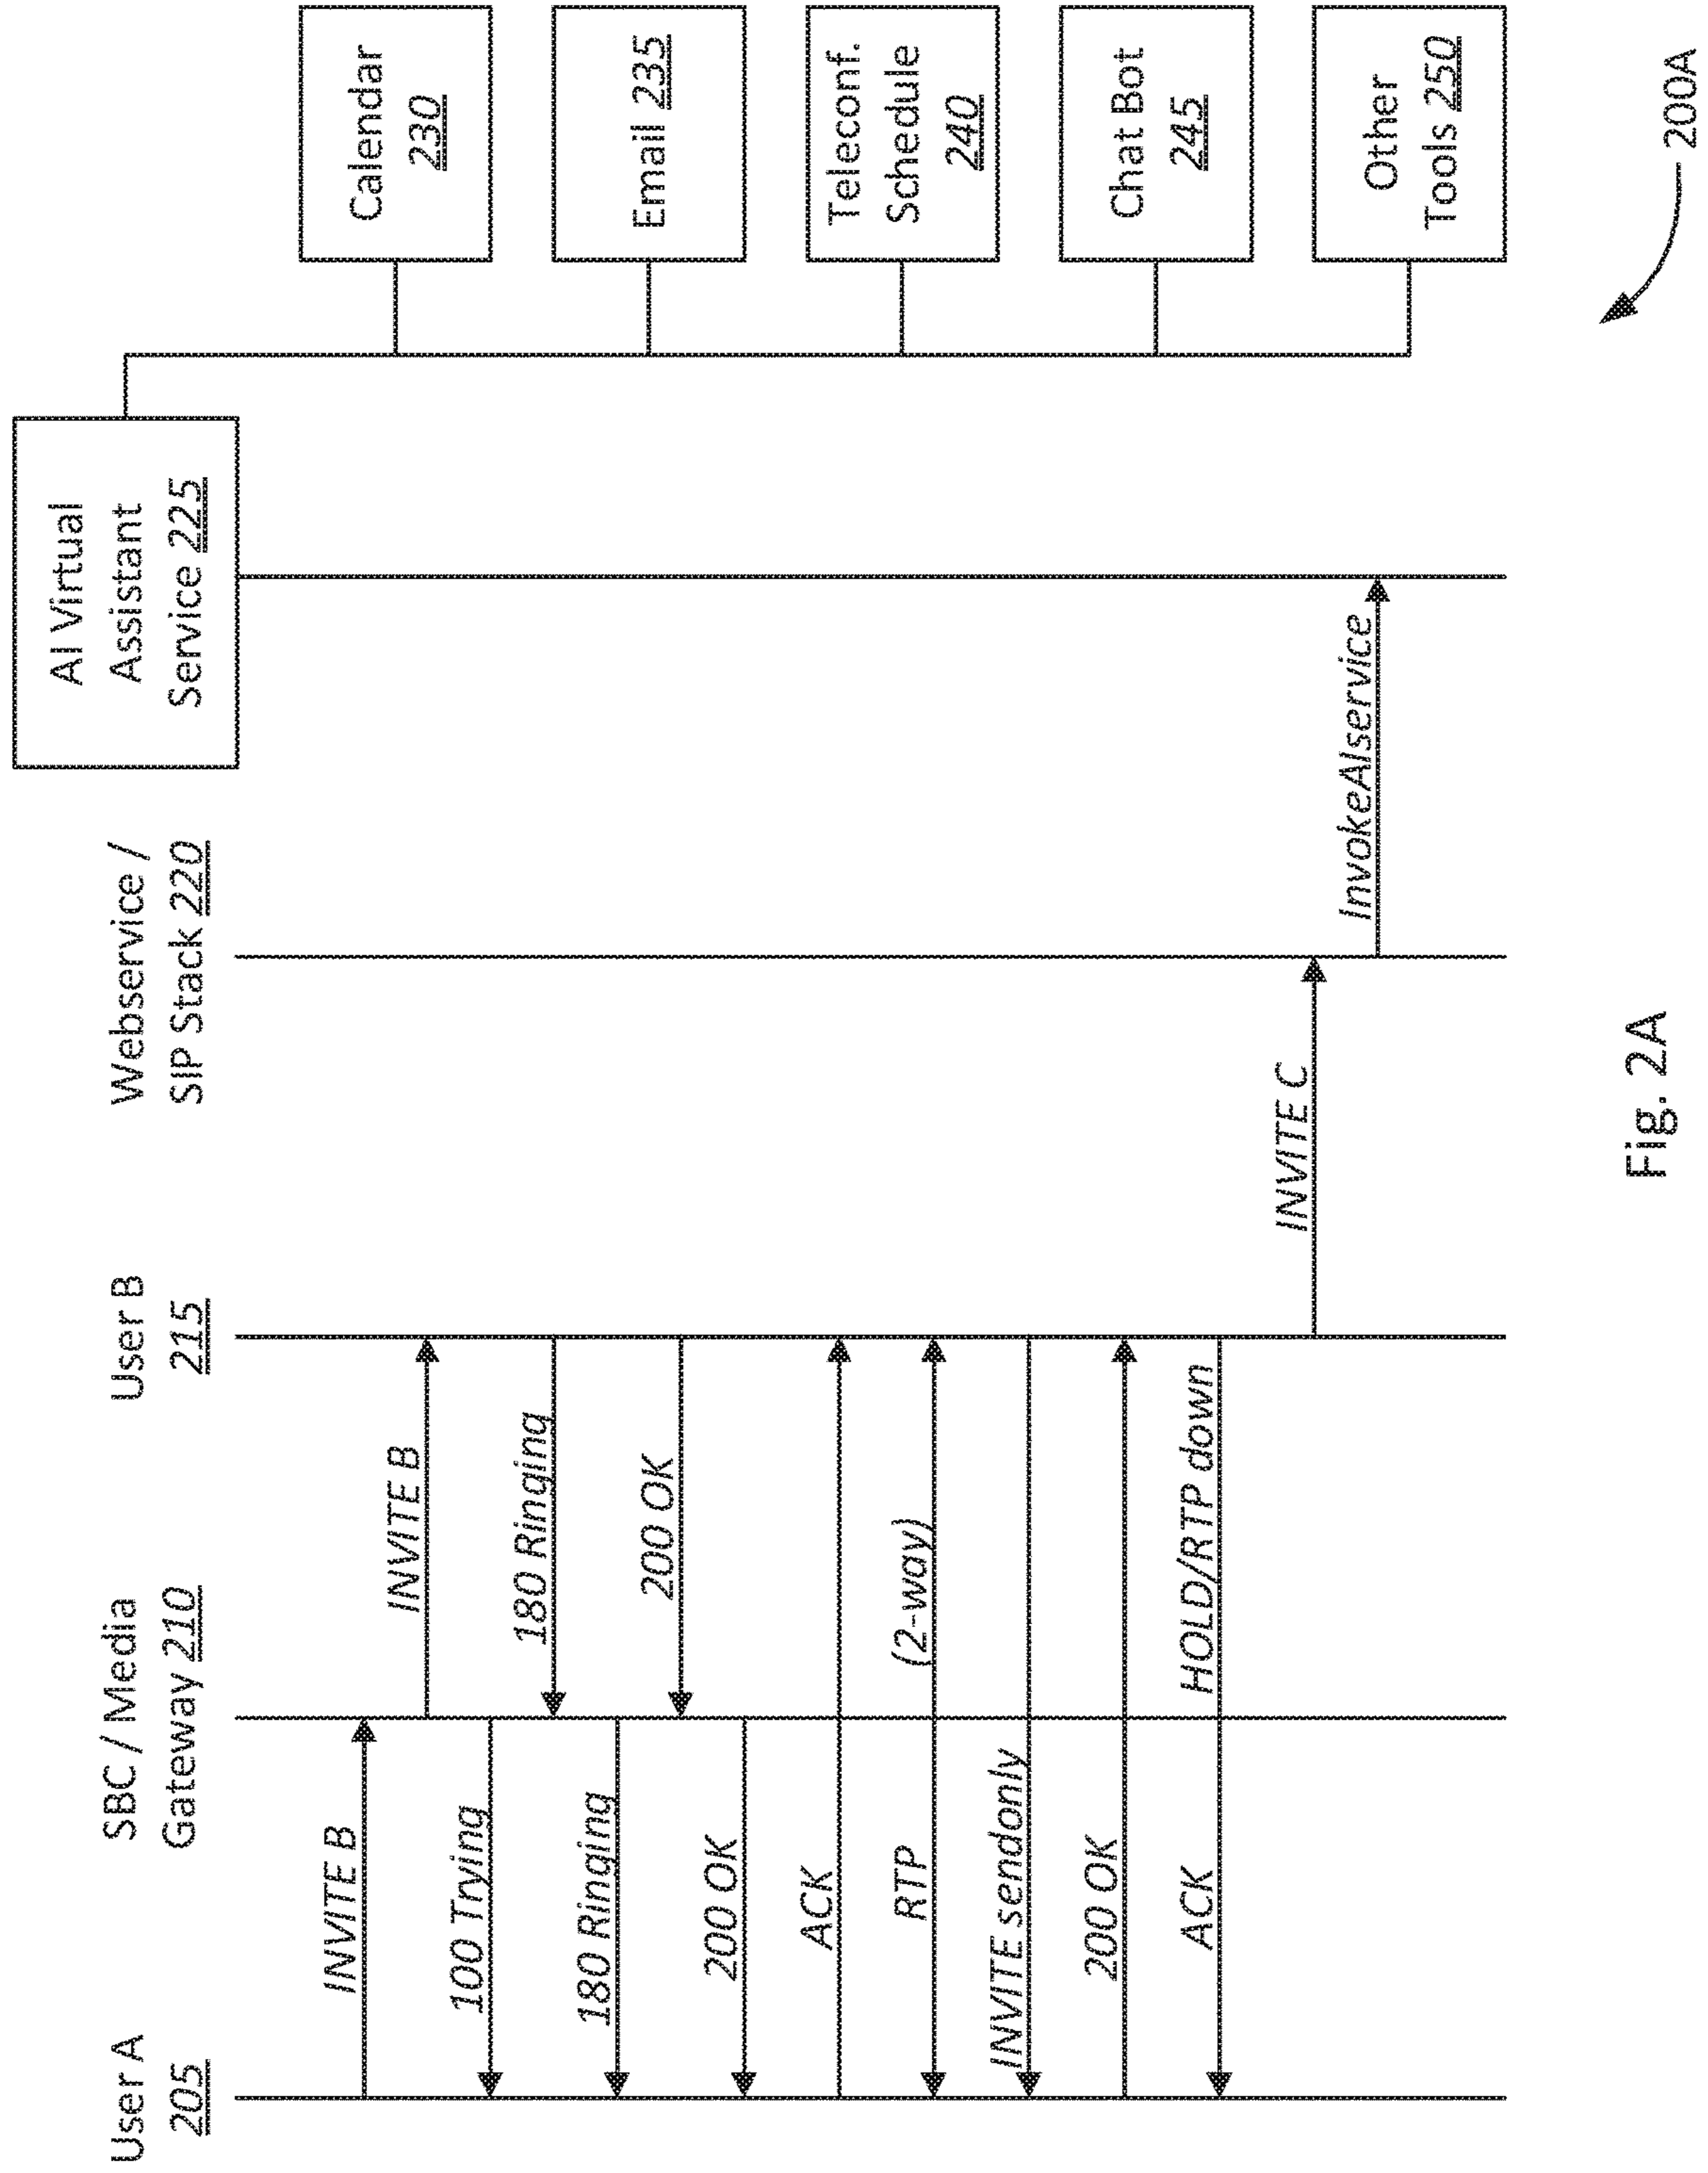 User A
205
SBC / Media
Gateway 210
User B
215
Webservice /
SIP Stack 220
AI Virtual
Assistant
Service 225
Calendar
230
Email 235
Teleconf.
Schedule
240
Chat Bot
245
Other
Tools 250
INVITE B
INVITE B
100 Trying
180 Ringing
180 Ringing
200 OK
200 OK
ACK
RTP
(2-way)
INVITE sendonly
200 OK
ACK
HOLD/RTP down
INVITE C
InvokeAIservice
200A
Fig. 2A